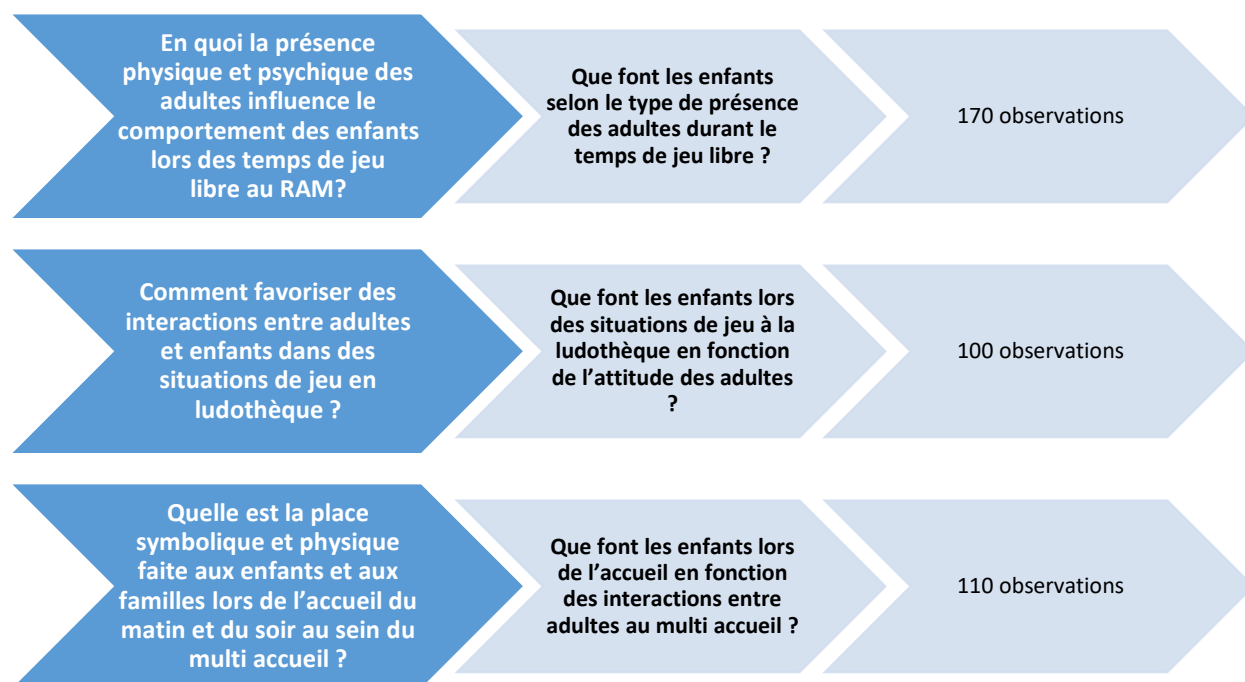 En quoi la présence
physique et psychique des
adultes influence le
comportement des enfants
lors des temps de jeu
libre au RAM?
Que font les enfants
selon le type de présence
des adultes durant le
temps de jeu libre ?
170 observations
Comment favoriser des
interactions entre adultes
et enfants dans des
situations de jeu en
ludothèque ?
Que font les enfants lors
des situations de jeu à la
ludothèque en fonction
de l’attitude des adultes
?
100 observations
Quelle est la place
symbolique et physique
faite aux enfants et aux
familles lors de l’accueil du
matin et du soir au sein du
multi accueil ?
Que font les enfants lors
de l’accueil en fonction
des interactions entre
adultes au multi accueil ?
110 observations